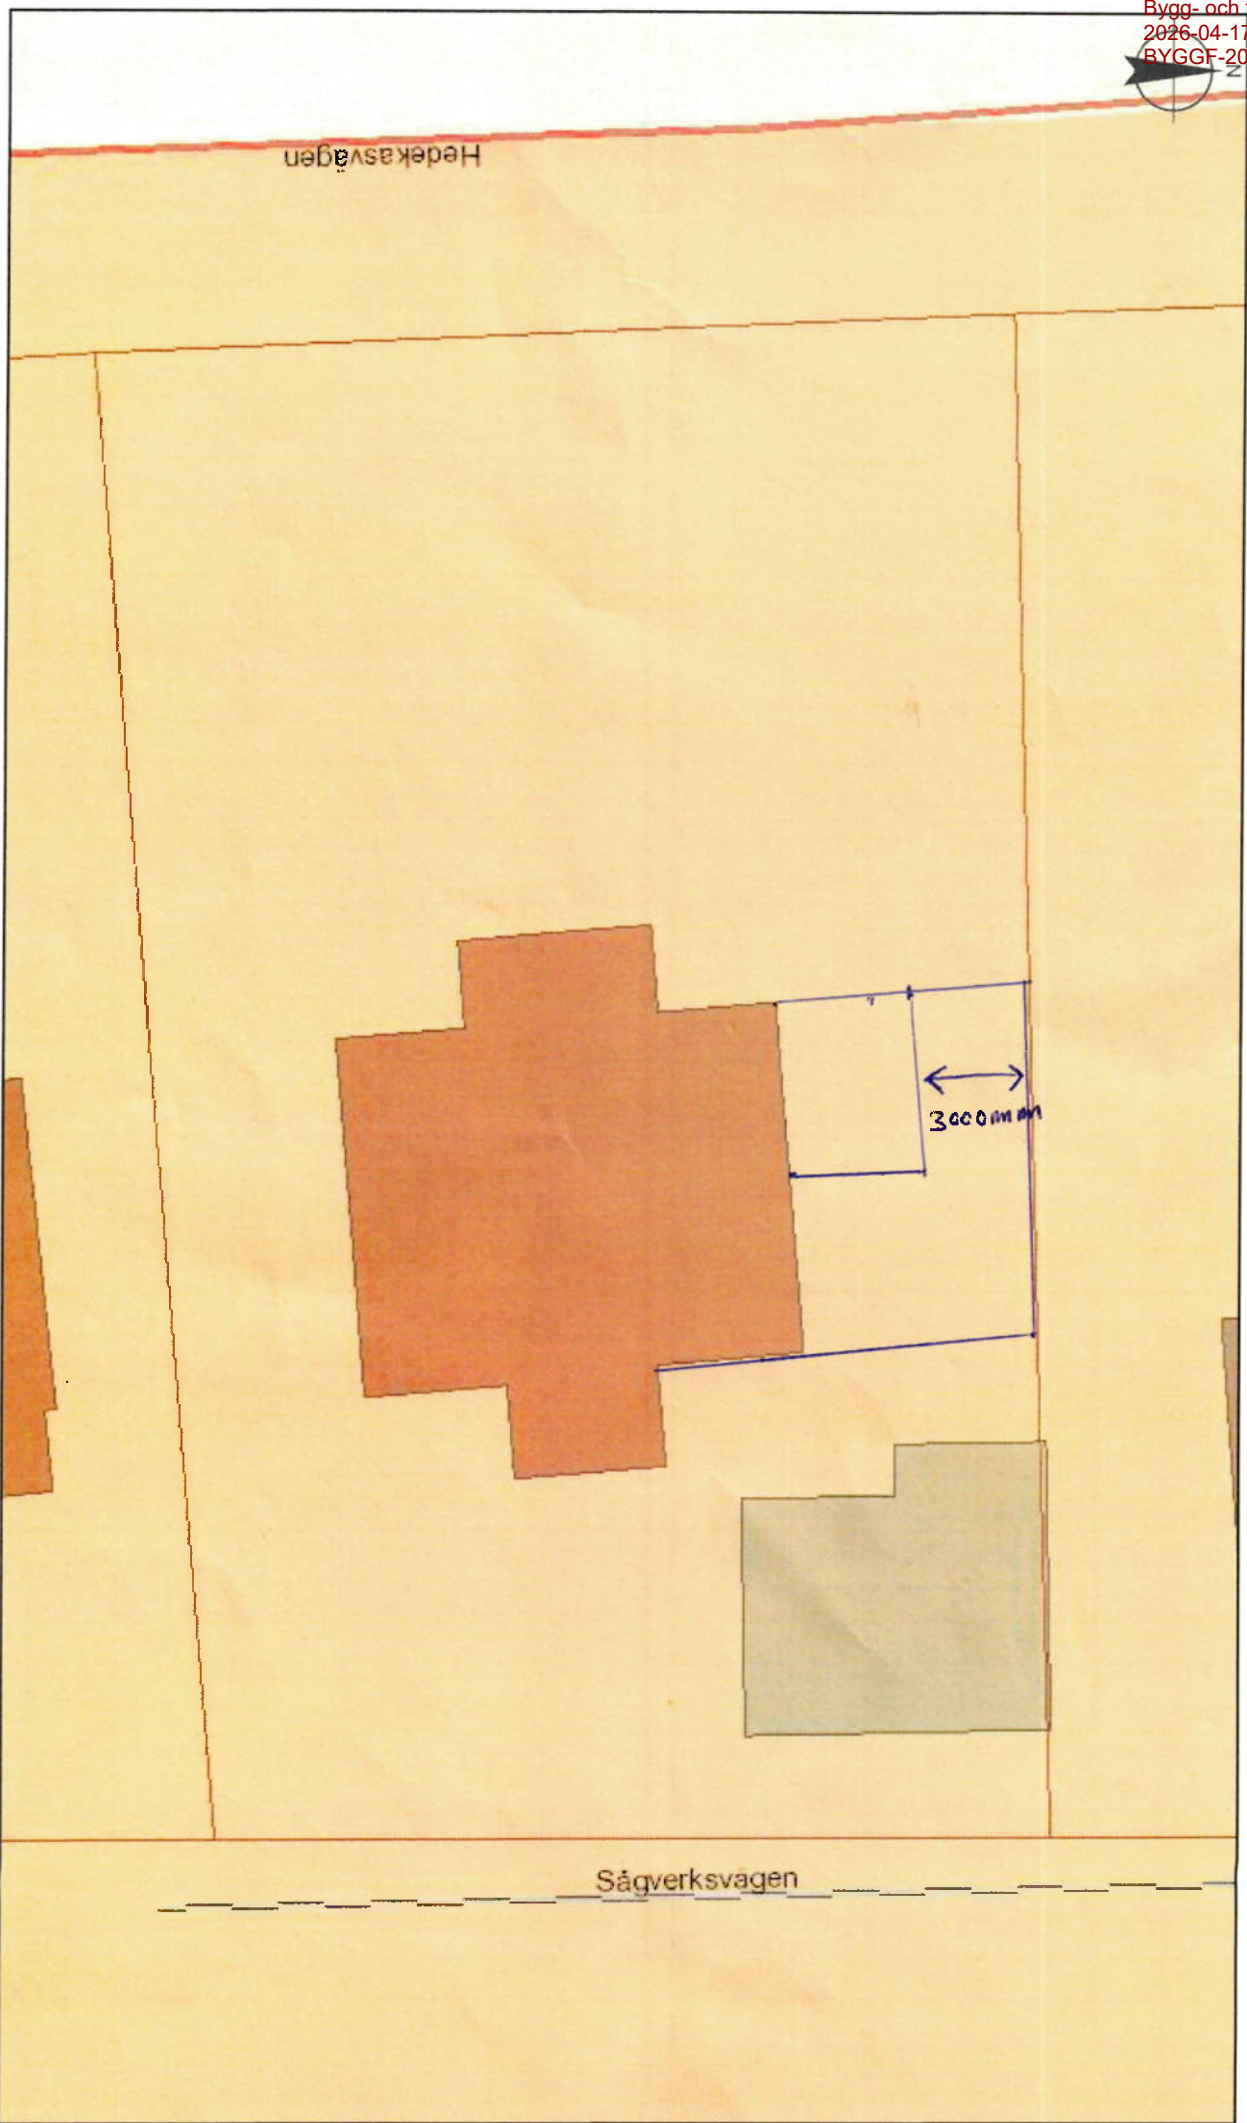 Bygg- och
2026-04-17
BYGGF-20
N
Hedekasvägen
3000mm
Sågverksvägen